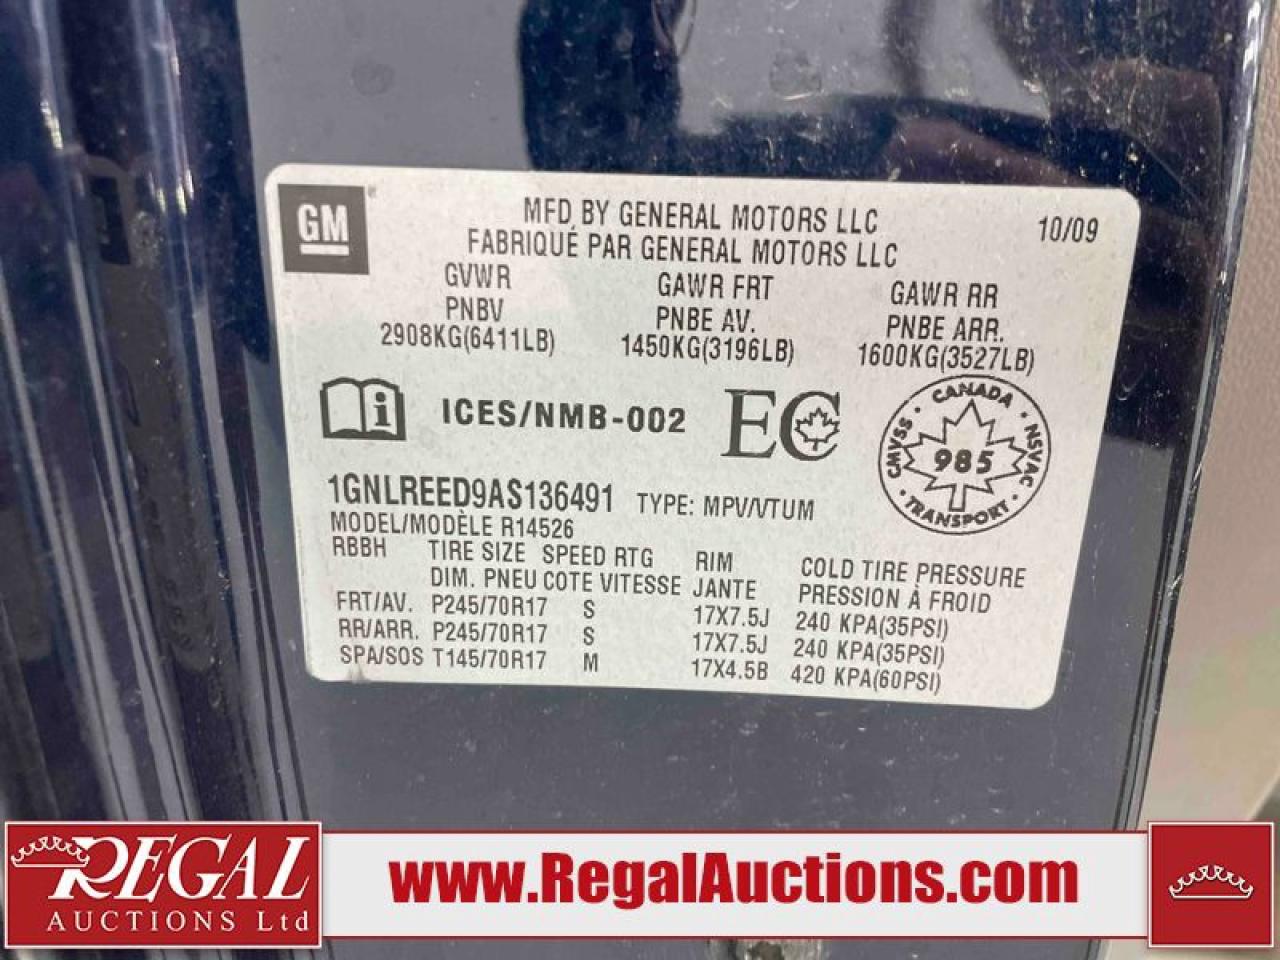 GM
MFD BY GENERAL MOTORS LLC
10/09
FABRIQUÉ PAR GENERAL MOTORS LLC
GVWR GAWR FRT GAWR RR
PNBV PNBE AV. PNBE ARR.
2908KG(6411LB) 1450KG(3196LB) 1600KG(3527LB)
i ICES/NMB-002 EC
CANADA
CMVSS 985 NSVAC
TRANSPORT
1GNLREED9AS136491 TYPE: MPV/VTUM
MODEL/MODÈLE R14526
RBBH TIRE SIZE SPEED RTG RIM COLD TIRE PRESSURE
DIM. PNEU COTE VITESSE JANTE PRESSION À FROID
FRT/AV. P245/70R17 S 17X7.5J 240 KPA(35PSI)
RR/ARR. P245/70R17 S 17X7.5J 240 KPA(35PSI)
SPA/SOS T145/70R17 M 17X4.5B 420 KPA(60PSI)
REGAL
AUCTIONS Ltd
www.RegalAuctions.com